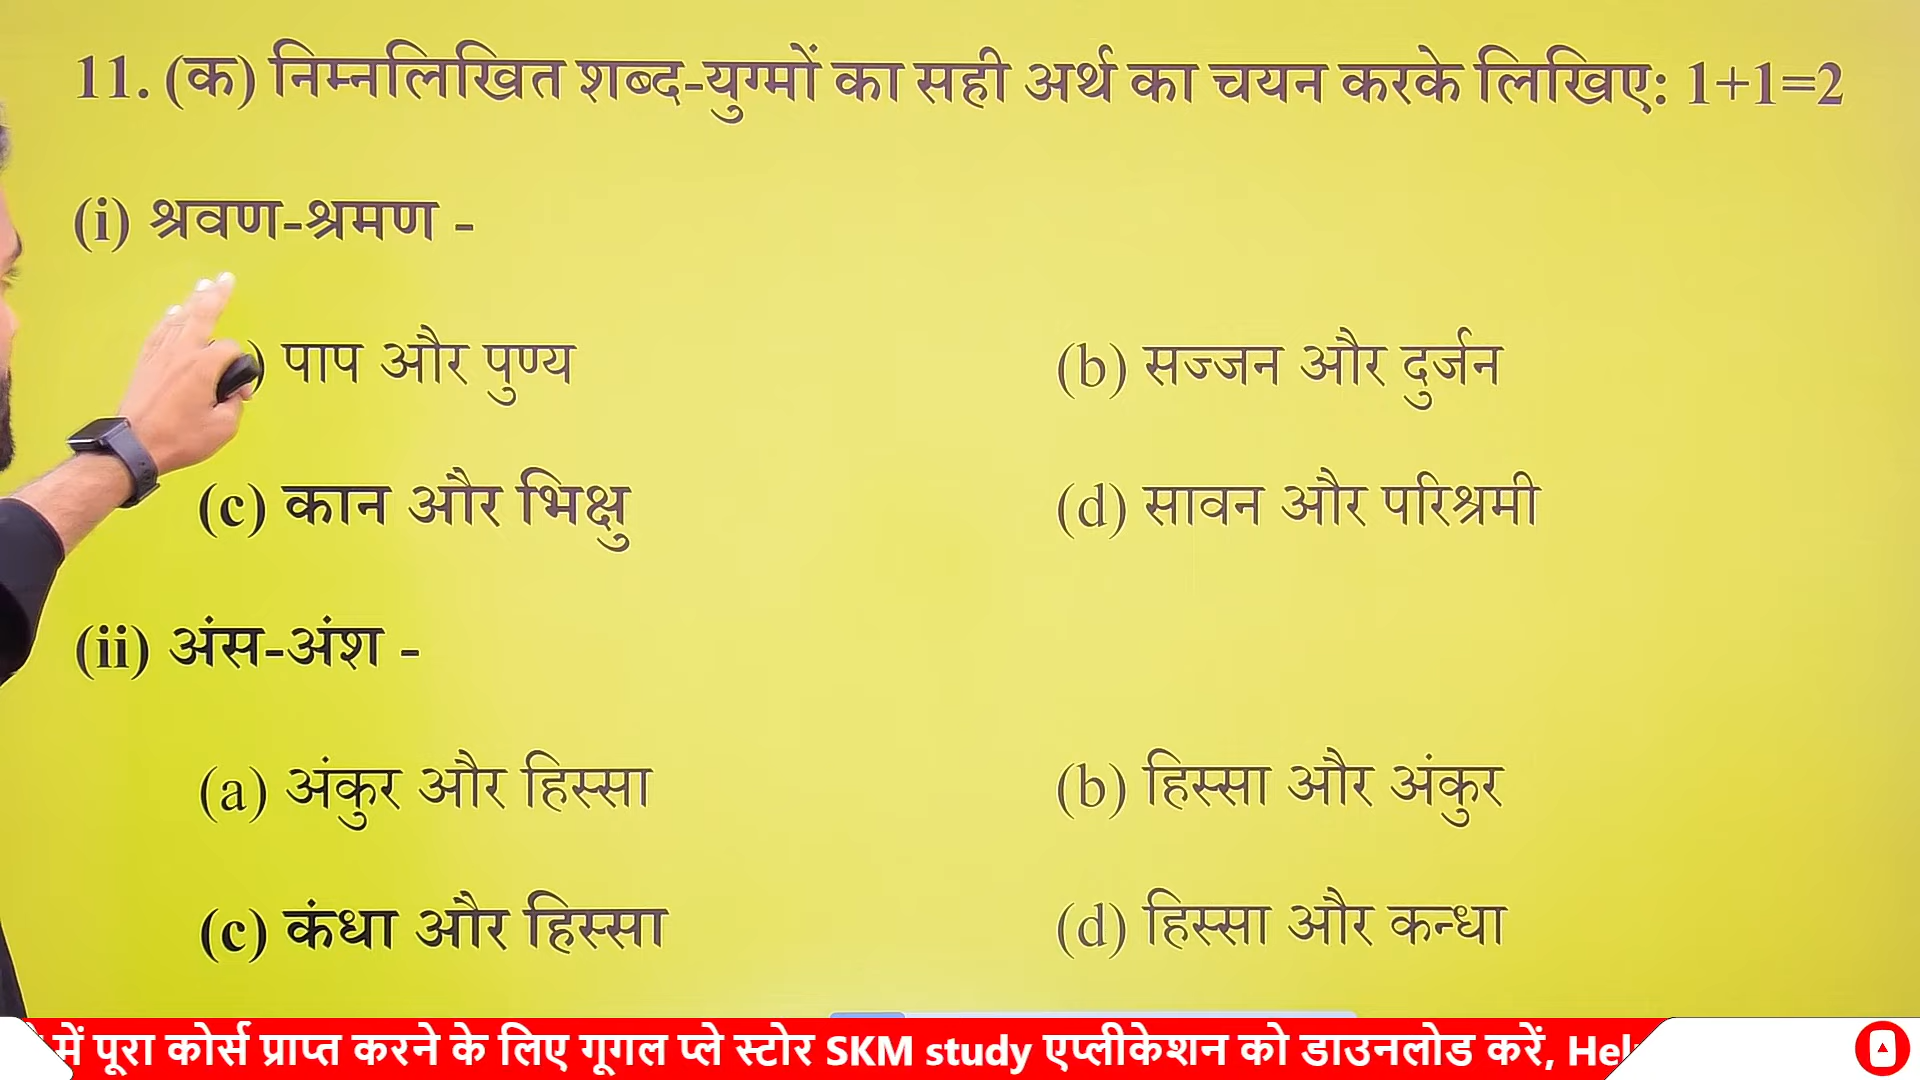 11. (क) निम्नलिखित शब्द-युग्मों का सही अर्थ का चयन करके लिखिए: 1+1=2
(i) श्रवण-श्रमण -
) पाप और पुण्य (b) सज्जन और दुर्जन
(c) कान और भिक्षु (d) सावन और परिश्रमी
(ii) अंस-अंश -
(a) अंकुर और हिस्सा (b) हिस्सा और अंकुर
(c) कंधा और हिस्सा (d) हिस्सा और कन्धा
में पूरा कोर्स प्राप्त करने के लिए गूगल प्ले स्टोर SKM study एप्लीकेशन को डाउनलोड करें,